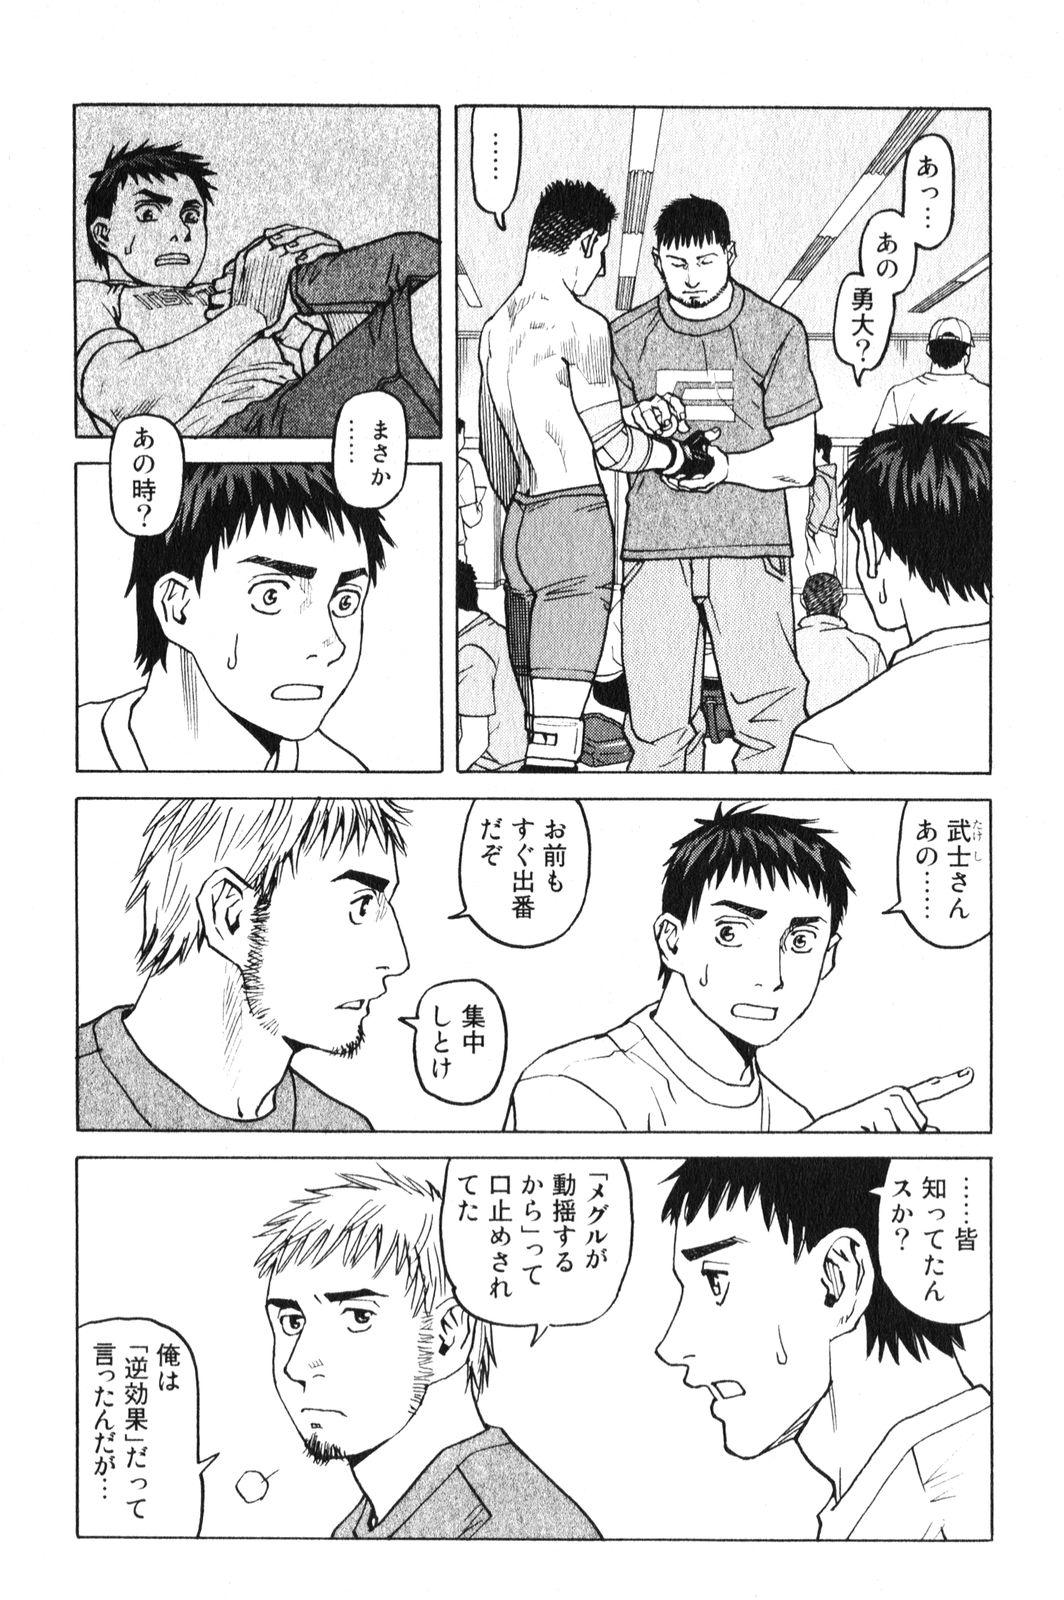 あっ…
あの
勇大？
……
まさか
……
あの時？
武士さん
たけし
あの……
お前も
すぐ出番
だぞ
集中
しとけ
……皆
知ってたん
スか？
「メグルが
動揺する
から」って
口止めされ
てた
俺は
「逆効果」だって
言ったんだが…